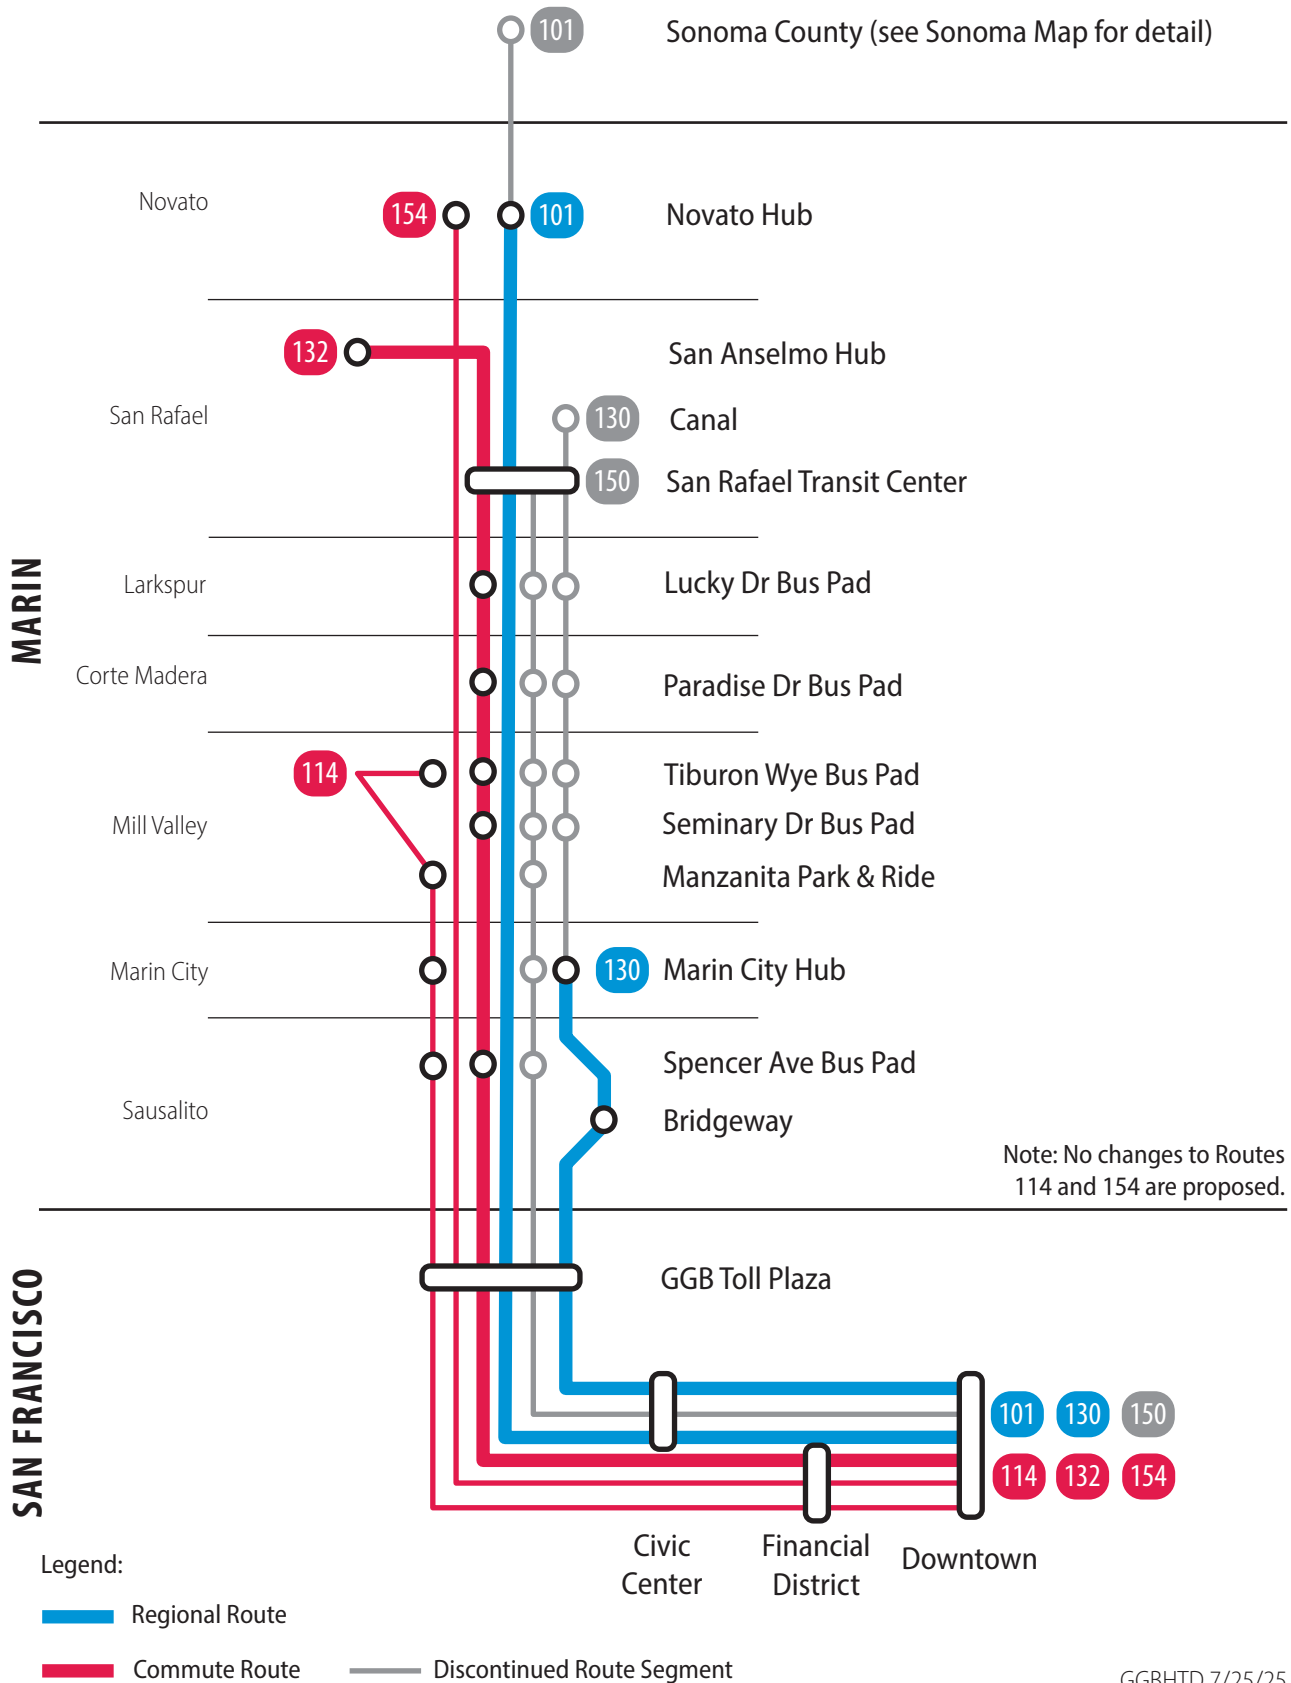 101 Sonoma County (see Sonoma Map for detail)
Novato
154 101 Novato Hub
132 San Anselmo Hub
San Rafael
130 Canal
150 San Rafael Transit Center
MARIN
Larkspur
Lucky Dr Bus Pad
Corte Madera
Paradise Dr Bus Pad
114 Tiburon Wye Bus Pad
Mill Valley
Seminary Dr Bus Pad
Manzanita Park & Ride
Marin City
130 Marin City Hub
Spencer Ave Bus Pad
Sausalito
Bridgeway
Note: No changes to Routes
114 and 154 are proposed.
SAN FRANCISCO
GGB Toll Plaza
101 130 150
114 132 154
Civic
Center
Financial
District
Downtown
Legend:
Regional Route
Commute Route
Discontinued Route Segment
GGBHTD 7/25/25